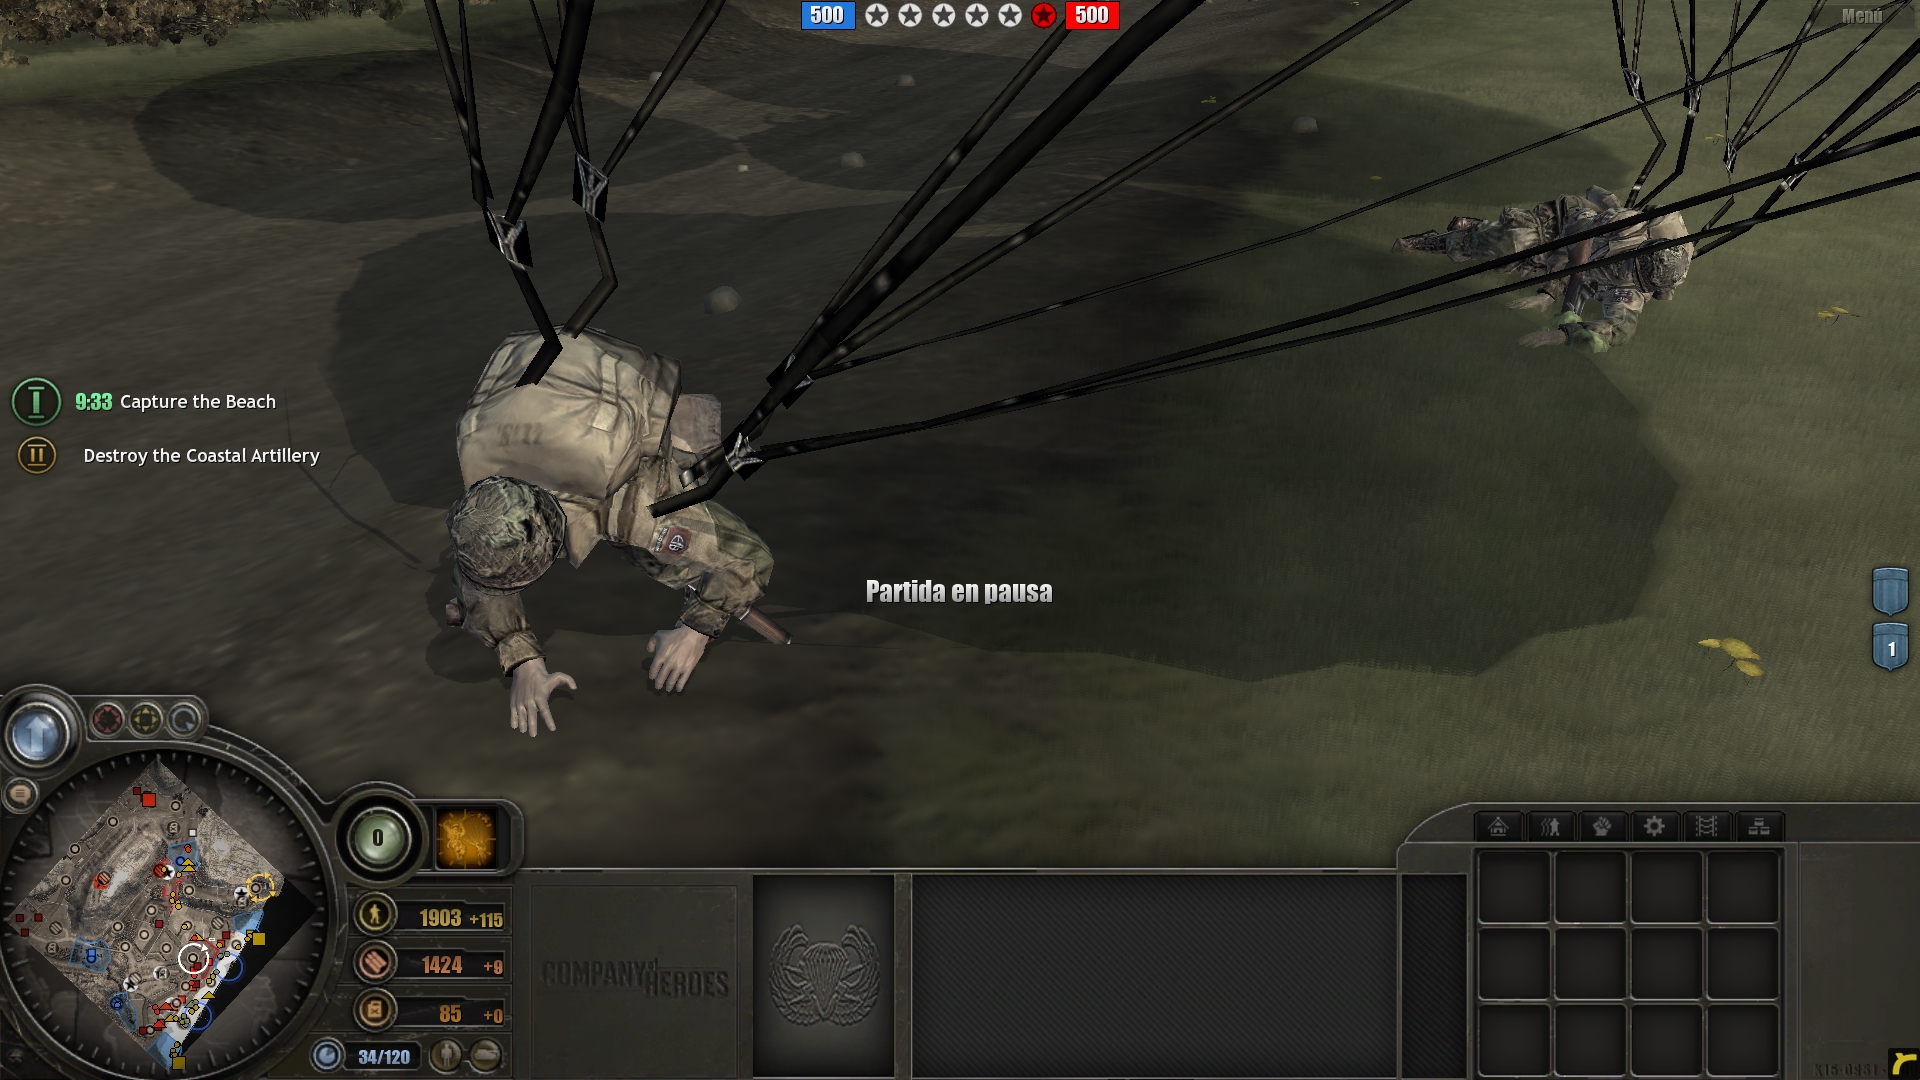 500
500
Menú
9:33 Capture the Beach
Destroy the Coastal Artillery
Partida en pausa
1
0
1903 +115
1424 +9
85 +0
34/120
COMPANY of HEROES